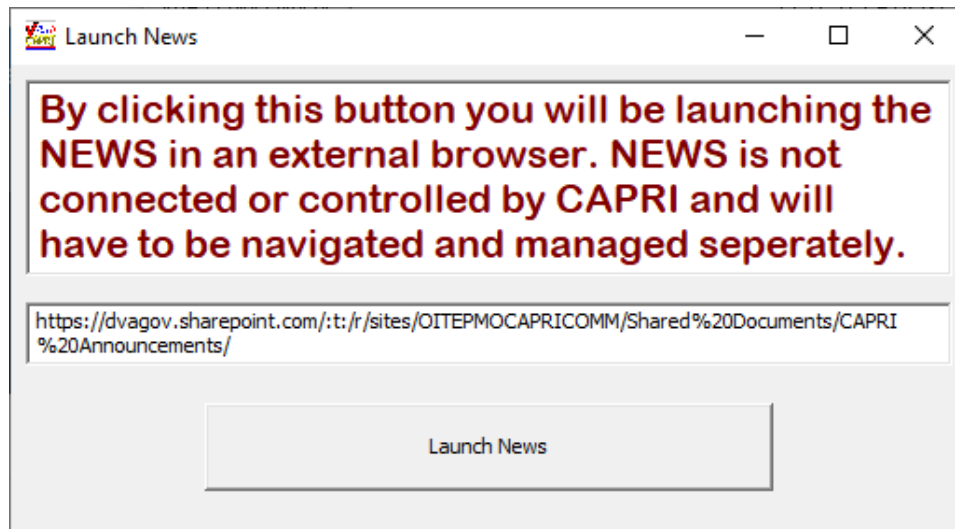 Launch News
By clicking this button you will be launching the
NEWS in an external browser. NEWS is not
connected or controlled by CAPRI and will
have to be navigated and managed seperately.
https://dvagov.sharepoint.com/:t:/r/sites/OITEPMOCAPRICOMM/Shared%20Documents/CAPRI
%20Announcements/
Launch News